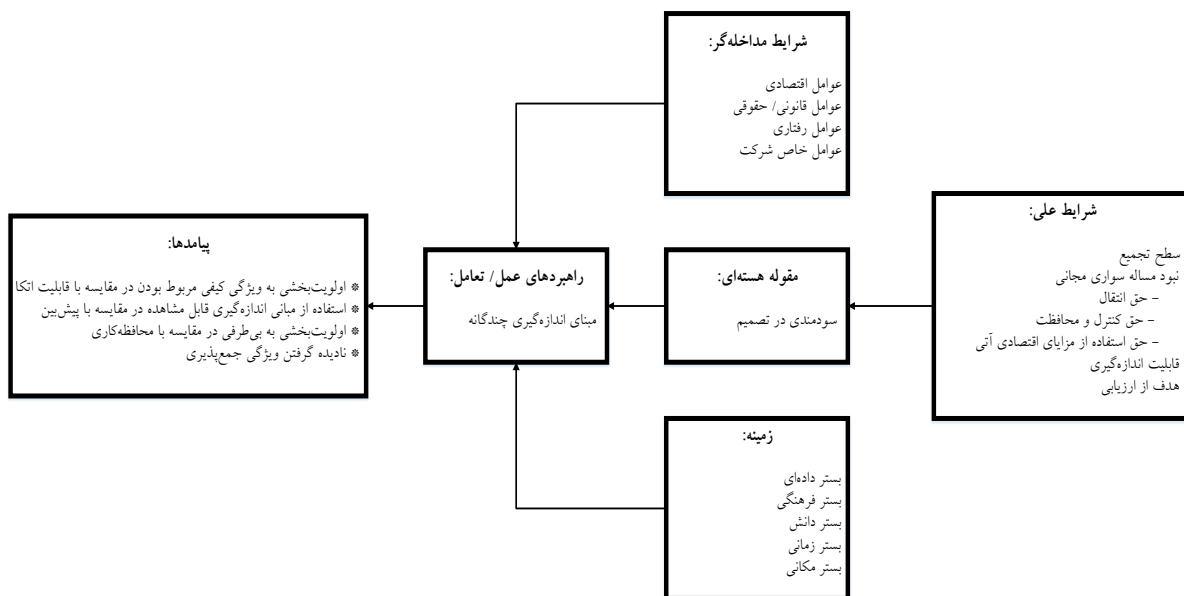 شرایط مداخله‌گر:
عوامل اقتصادی
عوامل قانونی/ حقوقی
عوامل رفتاری
عوامل خاص شرکت
شرایط علی:
سطح تجمیع
نبود مساله سواری مجانی
- حق انتقال
- حق کنترل و محافظت
- حق استفاده از مزایای اقتصادی آتی
قابلیت اندازه‌گیری
هدف از ارزیابی
مقوله هسته‌ای:
سودمندی در تصمیم
راهبردهای عمل/ تعامل:
مبنای اندازه‌گیری چندگانه
پیامدها:
* اولویت‌بخشی به ویژگی کیفی مربوط بودن در مقایسه با قابلیت اتکا
* استفاده از مبانی اندازه‌گیری قابل مشاهده در مقایسه با پیش‌بین
* اولویت‌بخشی به بی‌طرفی در مقایسه با محافظه‌کاری
* نادیده گرفتن ویژگی جمع‌پذیری
زمینه:
بستر داده‌ای
بستر فرهنگی
بستر دانش
بستر زمانی
بستر مکانی